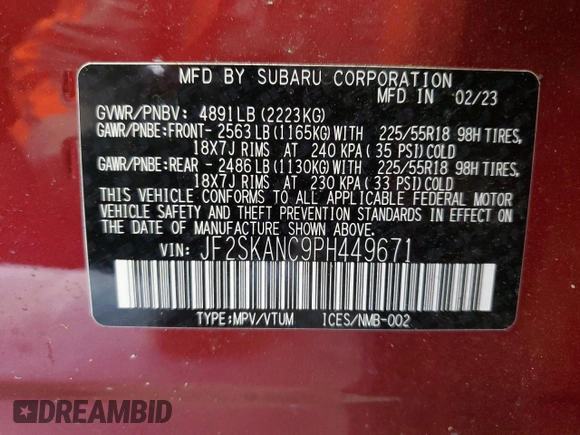 MFD BY SUBARU CORPORATION
MFD IN 02/23
GVWR/PNBV: 4891LB (2223KG)
GAWR/PNBE:FRONT- 2563LB (1165KG) WITH 225/55R18 98H TIRES,
18X7J RIMS AT 240 KPA ( 35 PSI) COLD
GAWR/PNBE:REAR - 2486LB (1130KG) WITH 225/55R18 98H TIRES,
18X7J RIMS AT 230 KPA ( 33 PSI) COLD
THIS VEHICLE CONFORMS TO ALL APPLICABLE FEDERAL MOTOR
VEHICLE SAFETY AND THEFT PREVENTION STANDARDS IN EFFECT ON
THE DATE OF MANUFACTURE SHOWN ABOVE.
VIN: JF2SKANC9PH449671
TYPE:MPV/VTUM ICES/NMB-002
DREAMBID